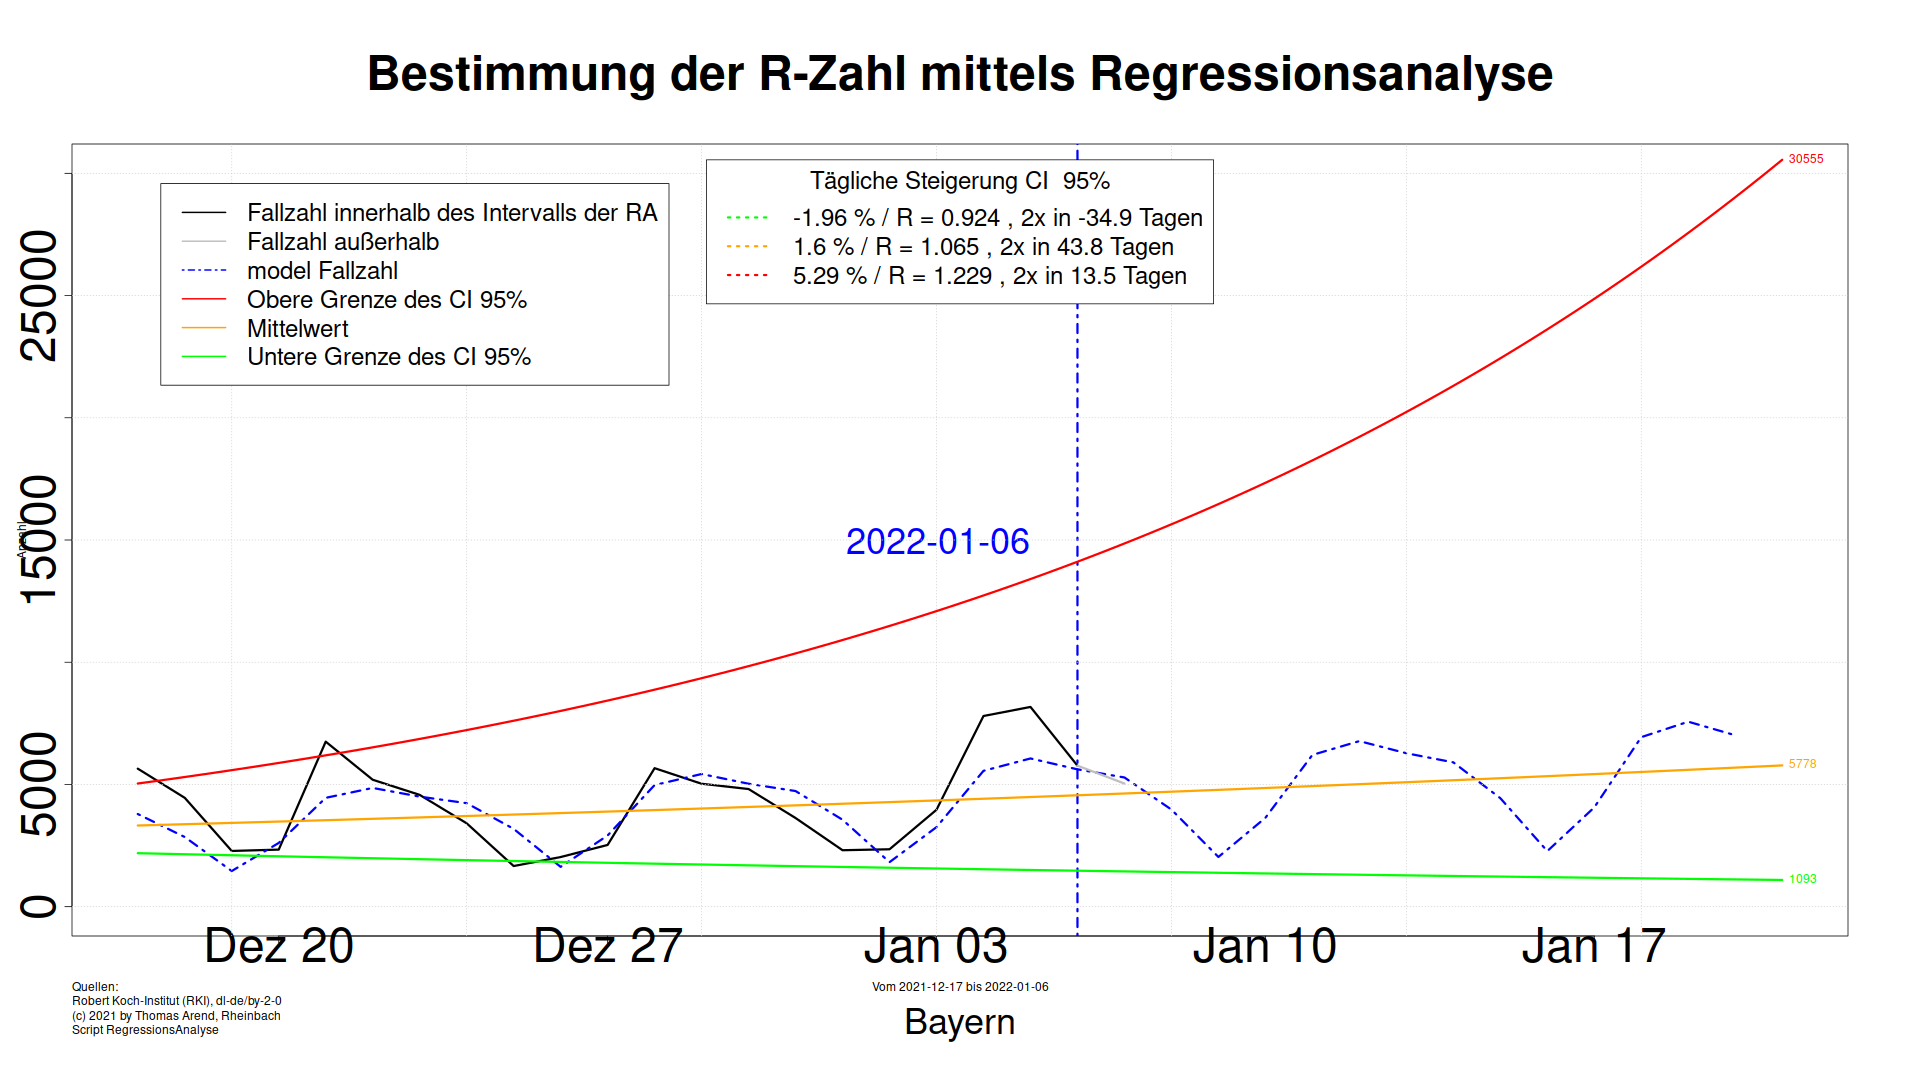 Bestimmung der R-Zahl mittels Regressionsanalyse
Fallzahl innerhalb des Intervalls der RA
Fallzahl außerhalb
model Fallzahl
Obere Grenze des CI 95%
Mittelwert
Untere Grenze des CI 95%
Tägliche Steigerung CI 95%
-1.96 % / R = 0.924 , 2x in -34.9 Tagen
1.6 % / R = 1.065 , 2x in 43.8 Tagen
5.29 % / R = 1.229 , 2x in 13.5 Tagen
30555
25000
15000
5000
0
Anzahl
2022-01-06
5778
1093
Dez 20
Dez 27
Jan 03
Jan 10
Jan 17
Quellen:
Robert Koch-Institut (RKI), dl-de/by-2-0
(c) 2021 by Thomas Arend, Rheinbach
Script RegressionsAnalyse
Vom 2021-12-17 bis 2022-01-06
Bayern